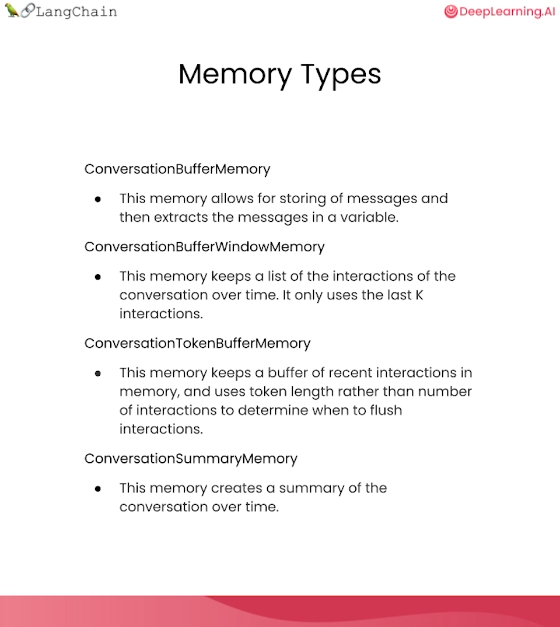 LangChain
DeepLearning.AI
Memory Types
ConversationBufferMemory
● This memory allows for storing of messages and
then extracts the messages in a variable.
ConversationBufferWindowMemory
● This memory keeps a list of the interactions of the
conversation over time. It only uses the last K
interactions.
ConversationTokenBufferMemory
● This memory keeps a buffer of recent interactions in
memory, and uses token length rather than number
of interactions to determine when to flush
interactions.
ConversationSummaryMemory
● This memory creates a summary of the
conversation over time.